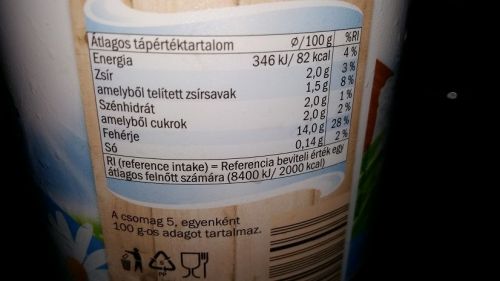 Átlagos tápértéktartalom Ø/100 g %RI
Energia 346 kJ/ 82 kcal 4 %
Zsír 2,0 g 3 %
amelyből telített zsírsavak 1,5 g 8 %
Szénhidrát 2,0 g 1 %
amelyből cukrok 2,0 g 2 %
Fehérje 14,0 g 28 %
Só 0,14 g 2 %
RI (reference intake) = Referencia beviteli érték egy
átlagos felnőtt számára (8400 kJ/ 2000 kcal)
A csomag 5, egyenként
100 g-os adagot tartalmaz.
5
PP